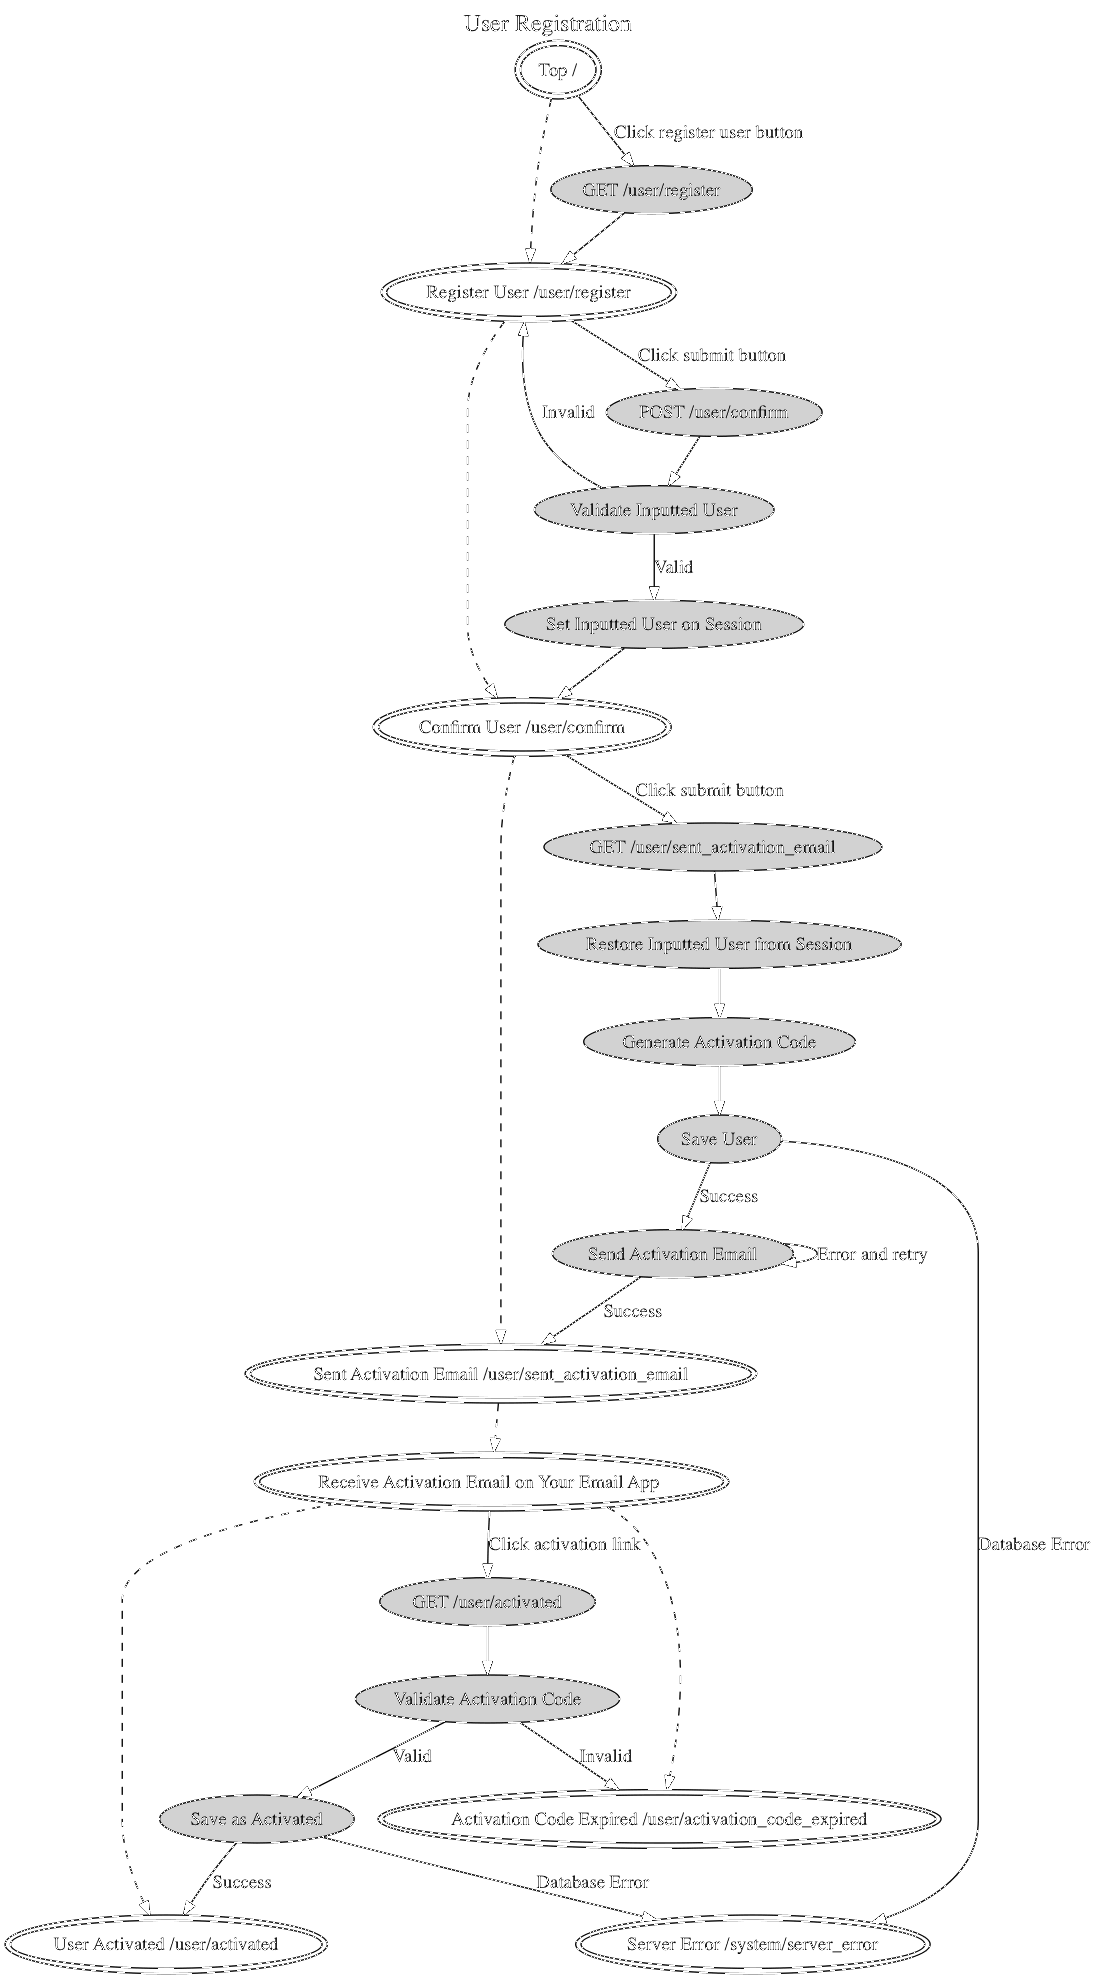 User Registration
Top /
Click register user button
GET /user/register
Register User /user/register
Click submit button
Invalid
POST /user/confirm
Validate Inputted User
Valid
Set Inputted User on Session
Confirm User /user/confirm
Click submit button
GET /user/sent_activation_email
Restore Inputted User from Session
Generate Activation Code
Save User
Success
Send Activation Email
Error and retry
Success
Sent Activation Email /user/sent_activation_email
Receive Activation Email on Your Email App
Click activation link
Database Error
GET /user/activated
Validate Activation Code
Valid
Invalid
Save as Activated
Activation Code Expired /user/activation_code_expired
Success
Database Error
User Activated /user/activated
Server Error /system/server_error